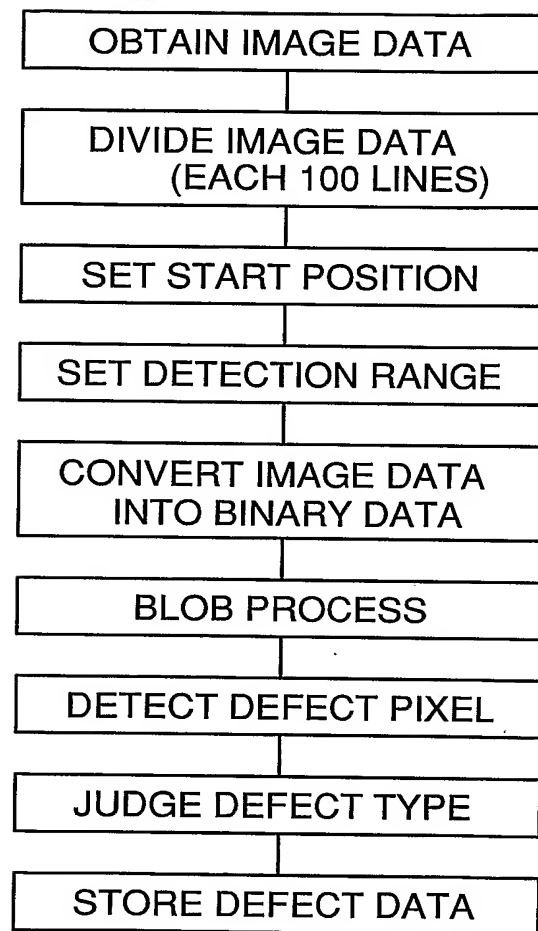 OBTAIN IMAGE DATA
DIVIDE IMAGE DATA
(EACH 100 LINES)
SET START POSITION
SET DETECTION RANGE
CONVERT IMAGE DATA
INTO BINARY DATA
BLOB PROCESS
DETECT DEFECT PIXEL
JUDGE DEFECT TYPE
STORE DEFECT DATA